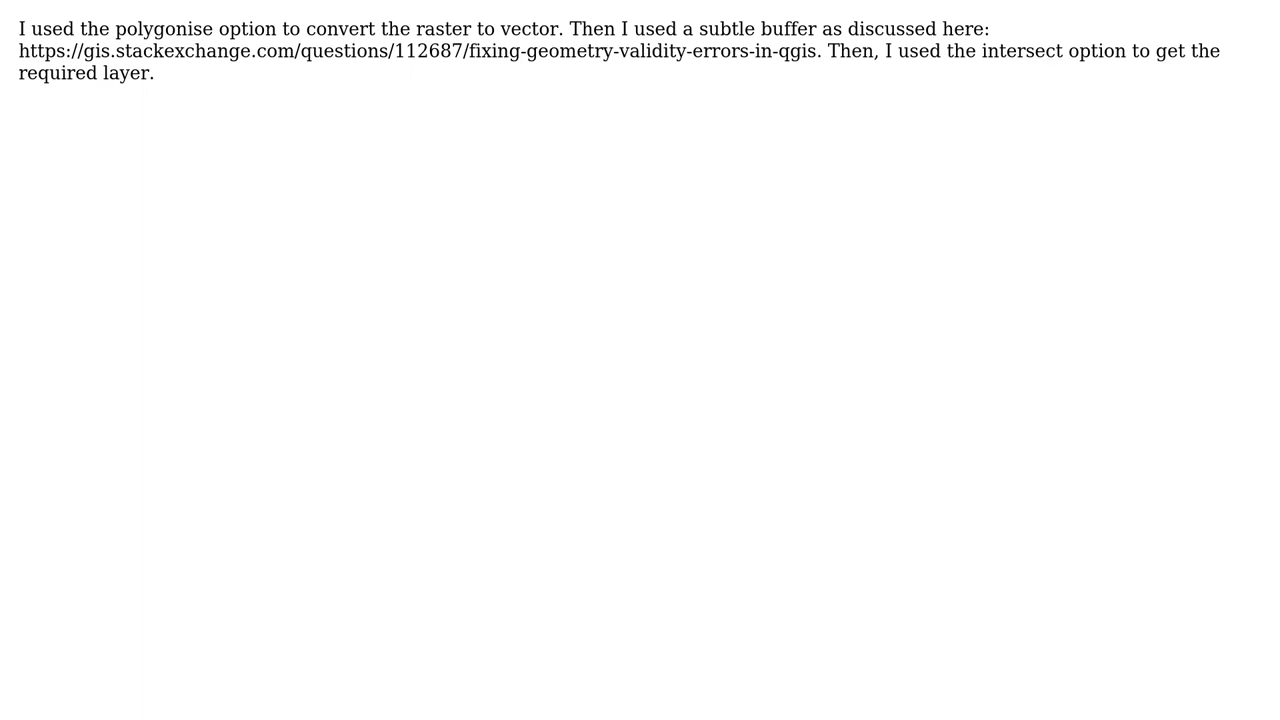 I used the polygonise option to convert the raster to vector. Then I used a subtle buffer as discussed here:
https://gis.stackexchange.com/questions/112687/fixing-geometry-validity-errors-in-qgis. Then, I used the intersect option to get the
required layer.